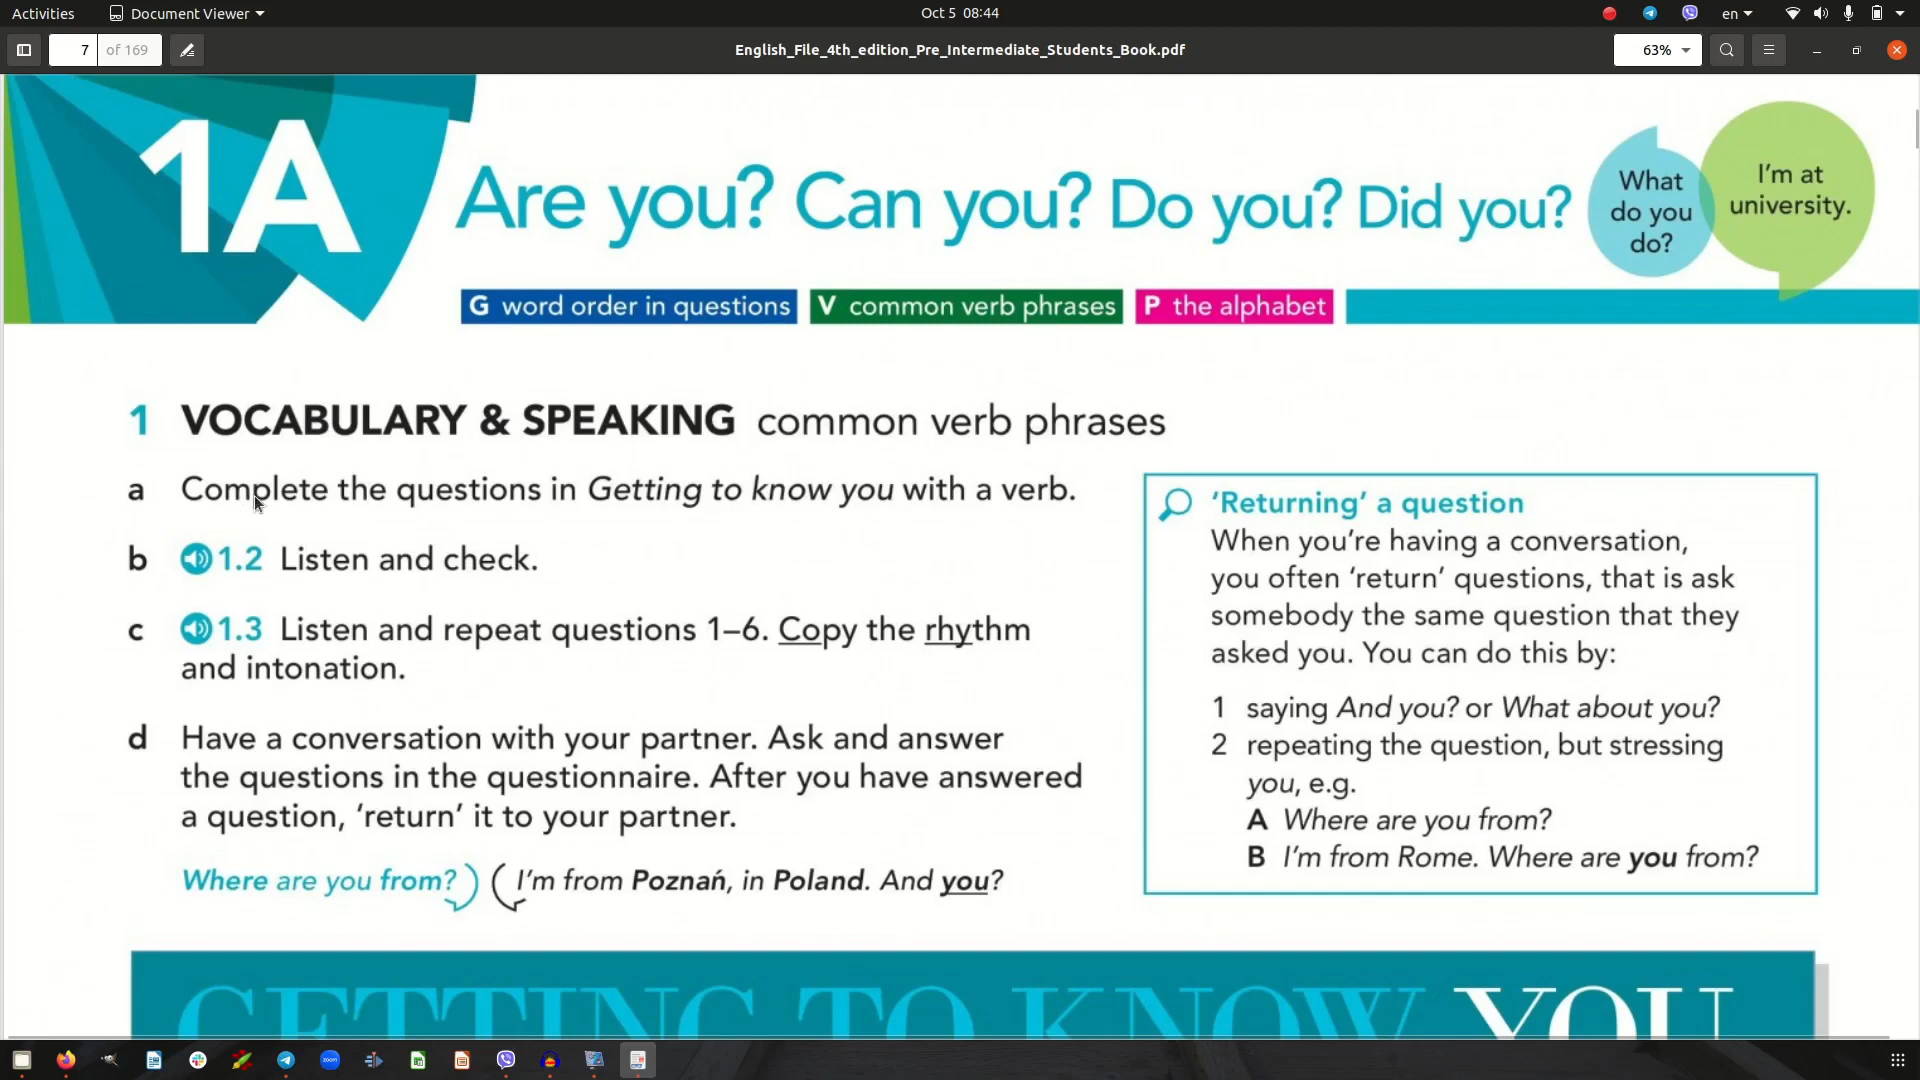 Activities
Document Viewer
Oct 5 08:44
en
7 of 169
English_File_4th_edition_Pre_Intermediate_Students_Book.pdf
63%
1A
Are you? Can you? Do you? Did you?
What
do you
do?
I'm at
university.
G word order in questions
V common verb phrases
P the alphabet
1 VOCABULARY & SPEAKING common verb phrases
a Complete the questions in Getting to know you with a verb.
b 1.2 Listen and check.
c 1.3 Listen and repeat questions 1–6. Copy the rhythm
and intonation.
d Have a conversation with your partner. Ask and answer
the questions in the questionnaire. After you have answered
a question, 'return' it to your partner.
Where are you from?
I'm from Poznań, in Poland. And you?
'Returning' a question
When you're having a conversation,
you often 'return' questions, that is ask
somebody the same question that they
asked you. You can do this by:
1 saying And you? or What about you?
2 repeating the question, but stressing
you, e.g.
A Where are you from?
B I'm from Rome. Where are you from?
GETTING TO KNOW YOU
zoom